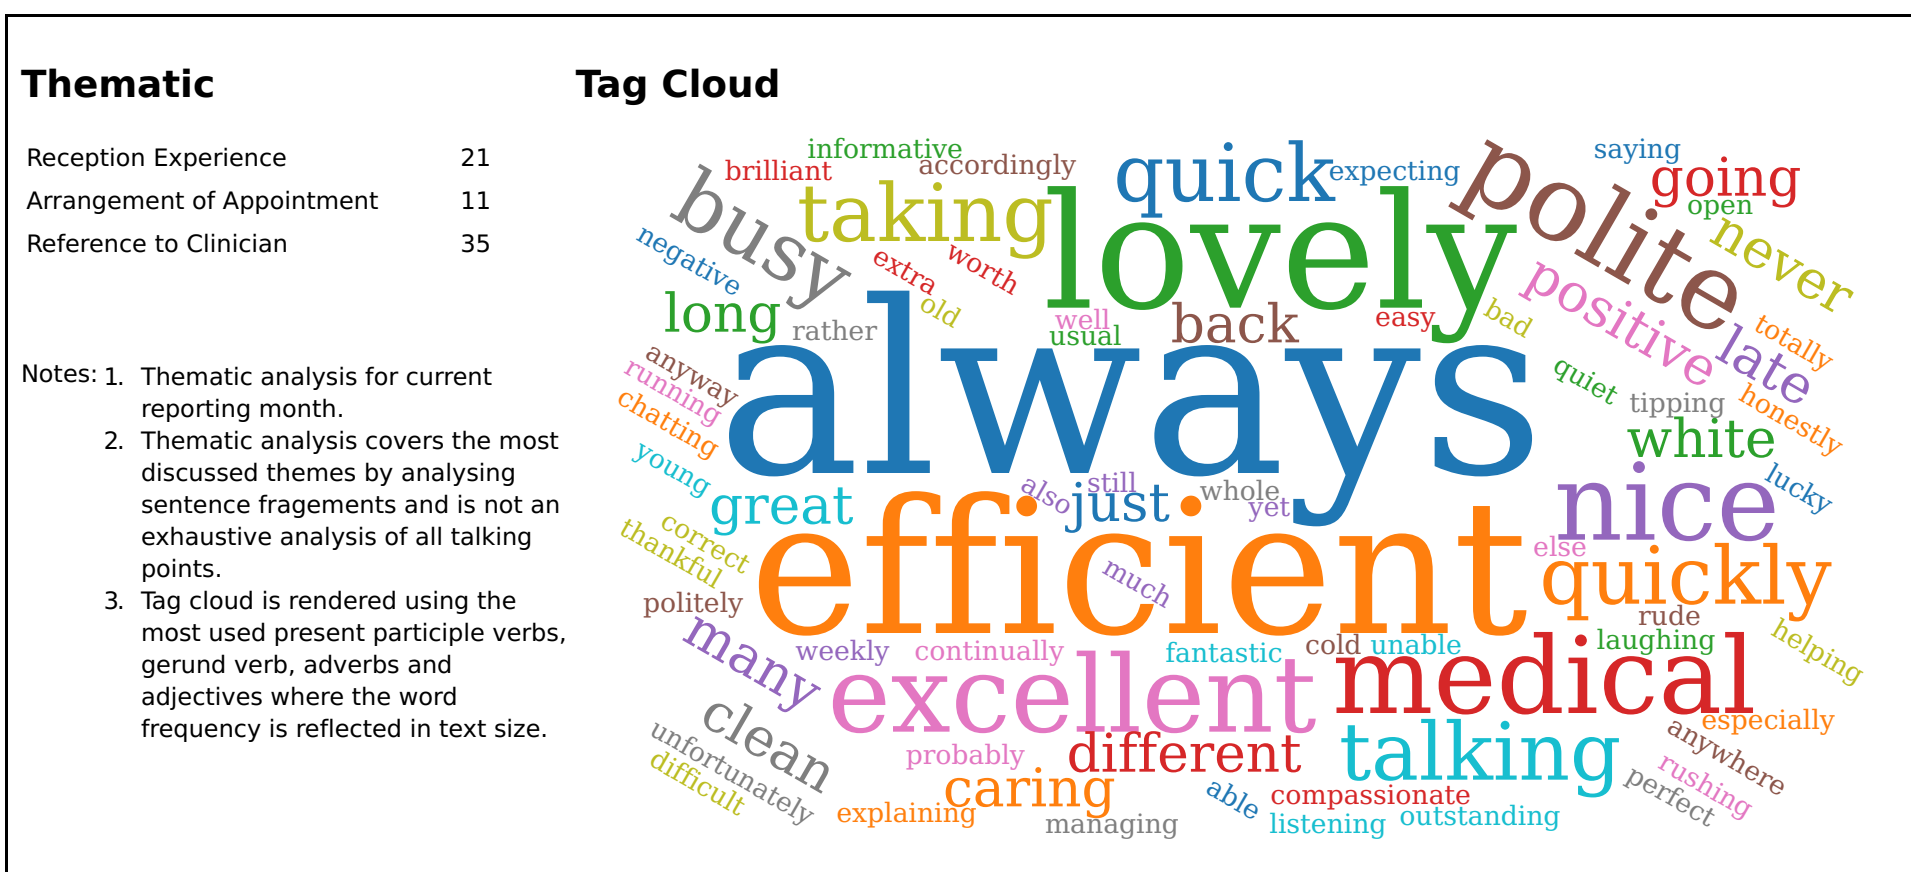 Thematic
Reception Experience 21
Arrangement of Appointment 11
Reference to Clinician 35
Notes: 1. Thematic analysis for current
reporting month.
2. Thematic analysis covers the most
discussed themes by analysing
sentence fragements and is not an
exhaustive analysis of all talking
points.
3. Tag cloud is rendered using the
most used present participle verbs,
gerund verb, adverbs and
adjectives where the word
frequency is reflected in text size.
Tag Cloud
informative
saying
brilliant
accordingly
quick
expecting
polite
going
open
busy
taking
lovely
never
negative
extra
worth
positive
long
rather
old
well
usual
back
easy
bad
late
totally
always
anyway
running
chatting
quiet
tipping
honestly
white
young
great
also
still
just
whole
yet
nice
lucky
correct
thankful
efficient
else
quickly
much
politely
rude
many
weekly
continually
fantastic
cold
unable
laughing
helping
excellent
medical
clean
especially
unfortunately
difficult
probably
different
talking
anywhere
caring
rushing
perfect
able
compassionate
explaining
managing
listening
outstanding